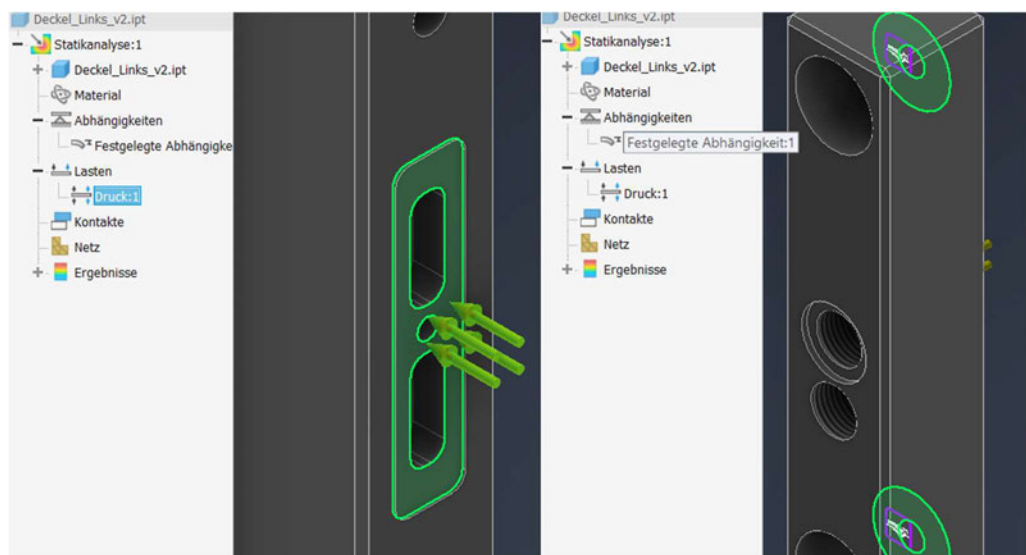 Deckel_Links_v2.ipt
Statikanalyse:1
Deckel_Links_v2.ipt
Material
Abhängigkeiten
Festgelegte Abhängigke
Lasten
Druck:1
Kontakte
Netz
Ergebnisse
Deckel_Links_v2.ipt
Statikanalyse:1
Deckel_Links_v2.ipt
Material
Abhängigkeiten
Festgelegte Abhängigkeit:1
Lasten
Druck:1
Kontakte
Netz
Ergebnisse